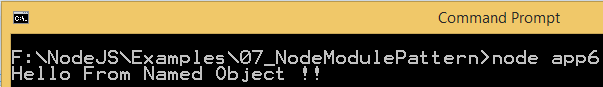 Command Prompt
F:\NodeJS\Examples\07_NodeModulePattern>node app6
Hello From Named Object !!